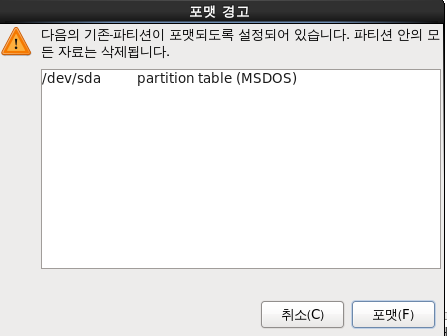 포맷 경고
다음의 기존-파티션이 포맷되도록 설정되어 있습니다. 파티션 안의 모
든 자료는 삭제됩니다.
/dev/sda partition table (MSDOS)
취소(C) 포맷(F)